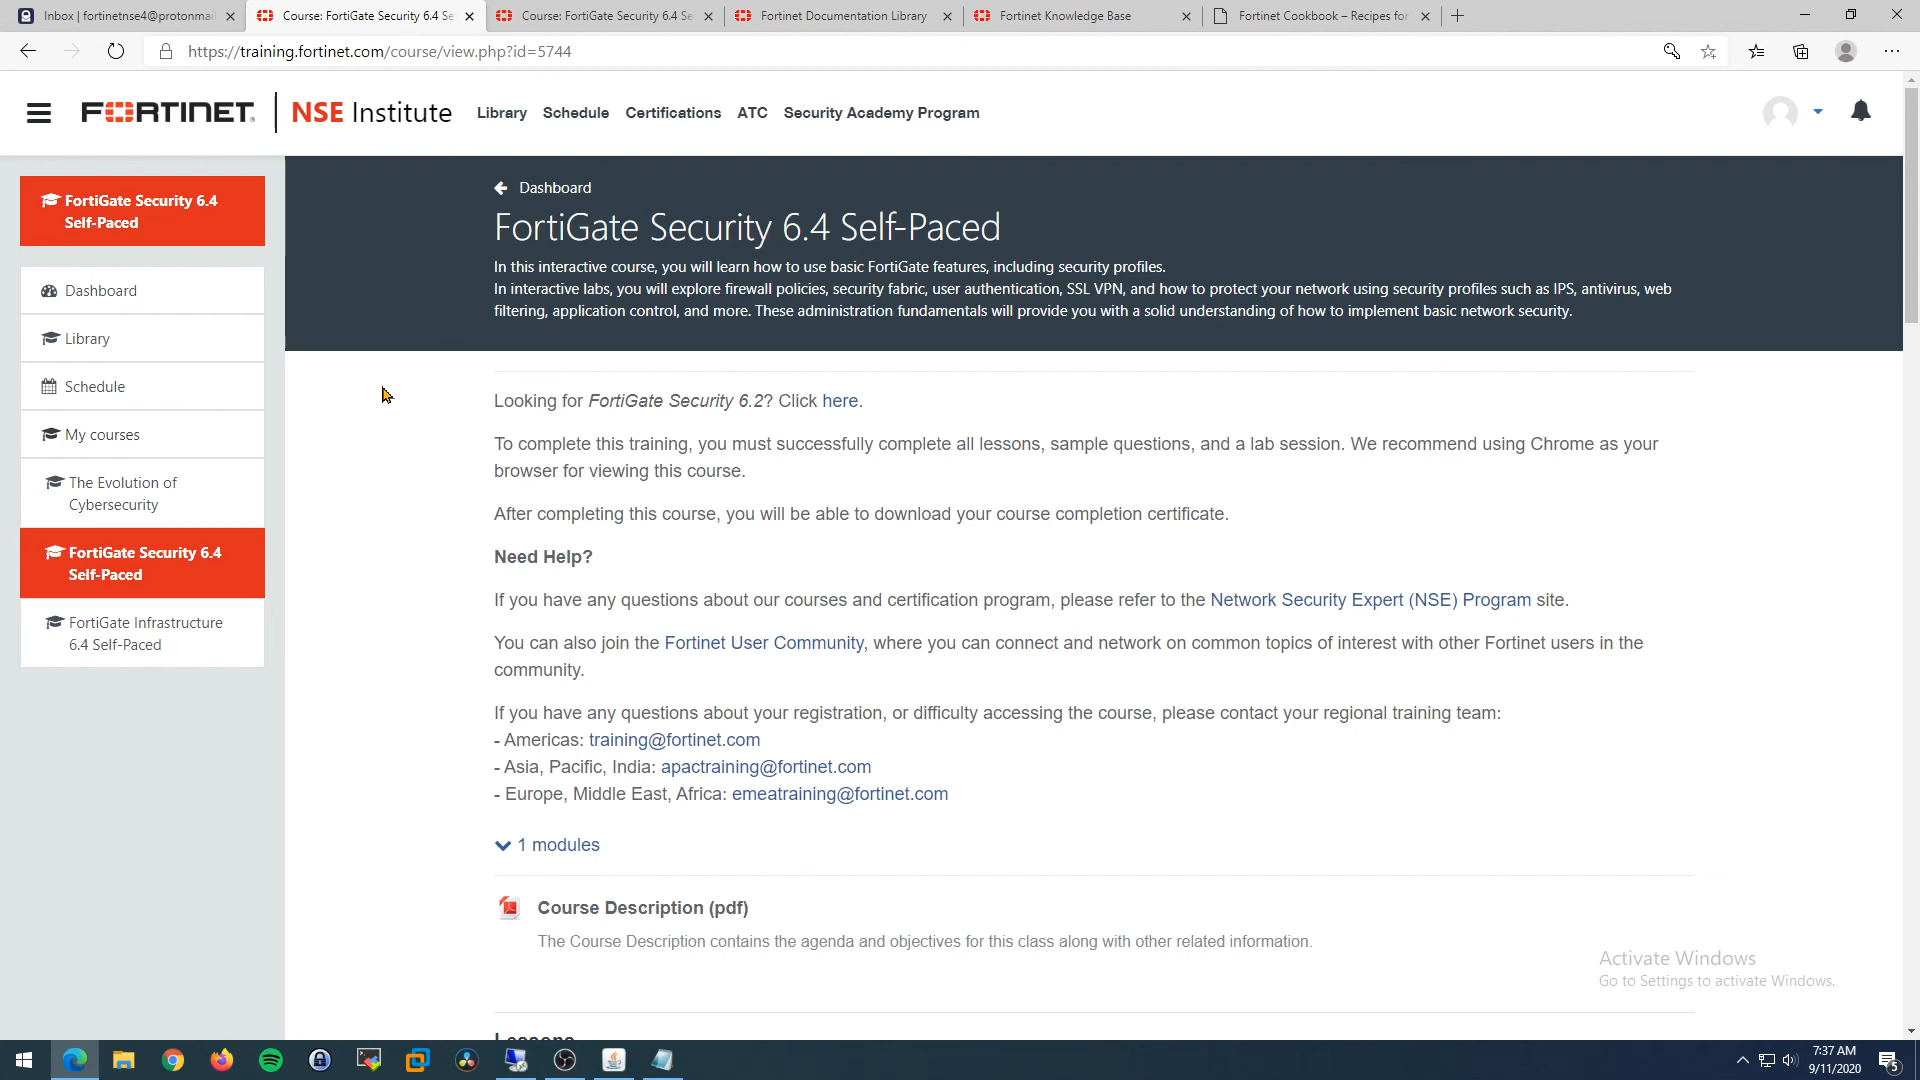 Inbox | fortinetnse4@protonmail
Course: FortiGate Security 6.4 Se
Course: FortiGate Security 6.4 Se
Fortinet Documentation Library
Fortinet Knowledge Base
Fortinet Cookbook – Recipes for
https://training.fortinet.com/course/view.php?id=5744
FORTINET
NSE Institute
Library
Schedule
Certifications
ATC
Security Academy Program
FortiGate Security 6.4
Self-Paced
Dashboard
Library
Schedule
My courses
The Evolution of
Cybersecurity
FortiGate Security 6.4
Self-Paced
FortiGate Infrastructure
6.4 Self-Paced
Dashboard
FortiGate Security 6.4 Self-Paced
In this interactive course, you will learn how to use basic FortiGate features, including security profiles.
In interactive labs, you will explore firewall policies, security fabric, user authentication, SSL VPN, and how to protect your network using security profiles such as IPS, antivirus, web
filtering, application control, and more. These administration fundamentals will provide you with a solid understanding of how to implement basic network security.
Looking for FortiGate Security 6.2? Click here.
To complete this training, you must successfully complete all lessons, sample questions, and a lab session. We recommend using Chrome as your
browser for viewing this course.
After completing this course, you will be able to download your course completion certificate.
Need Help?
If you have any questions about our courses and certification program, please refer to the Network Security Expert (NSE) Program site.
You can also join the Fortinet User Community, where you can connect and network on common topics of interest with other Fortinet users in the
community.
If you have any questions about your registration, or difficulty accessing the course, please contact your regional training team:
- Americas: training@fortinet.com
- Asia, Pacific, India: apactraining@fortinet.com
- Europe, Middle East, Africa: emeatraining@fortinet.com
1 modules
Course Description (pdf)
The Course Description contains the agenda and objectives for this class along with other related information.
Lessons
Activate Windows
Go to Settings to activate Windows.
7:37 AM
9/11/2020
5